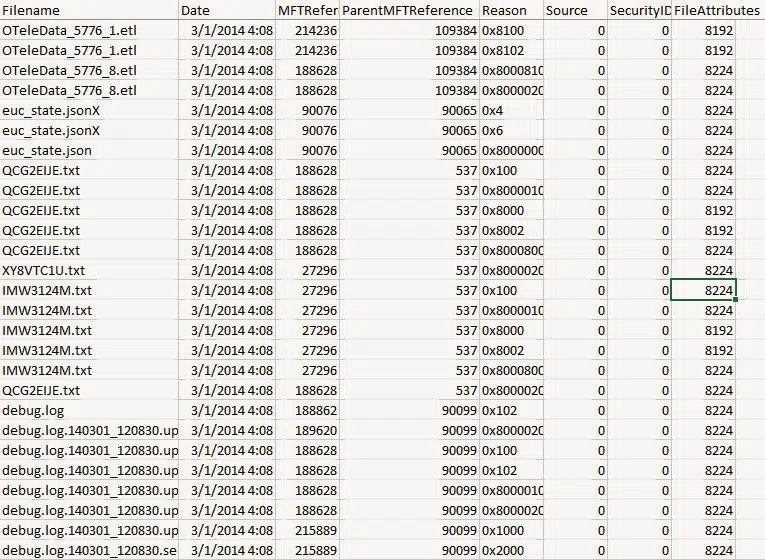 Filename Date MFTRefer ParentMFTReference Reason Source SecurityID FileAttributes
OTeleData_5776_1.etl 3/1/2014 4:08 214236 109384 0x8100 0 0 8192
OTeleData_5776_1.etl 3/1/2014 4:08 214236 109384 0x8102 0 0 8192
OTeleData_5776_8.etl 3/1/2014 4:08 188628 109384 0x8000810 0 0 8224
OTeleData_5776_8.etl 3/1/2014 4:08 188628 109384 0x8000020 0 0 8224
euc_state.jsonX 3/1/2014 4:08 90076 90065 0x4 0 0 8224
euc_state.jsonX 3/1/2014 4:08 90076 90065 0x6 0 0 8224
euc_state.json 3/1/2014 4:08 90076 90065 0x8000000 0 0 8224
QCG2EIJE.txt 3/1/2014 4:08 188628 537 0x100 0 0 8224
QCG2EIJE.txt 3/1/2014 4:08 188628 537 0x8000010 0 0 8224
QCG2EIJE.txt 3/1/2014 4:08 188628 537 0x8000 0 0 8192
QCG2EIJE.txt 3/1/2014 4:08 188628 537 0x8002 0 0 8192
QCG2EIJE.txt 3/1/2014 4:08 188628 537 0x8000800 0 0 8224
XY8VTC1U.txt 3/1/2014 4:08 27296 537 0x8000020 0 0 8224
IMW3124M.txt 3/1/2014 4:08 27296 537 0x100 0 0 8224
IMW3124M.txt 3/1/2014 4:08 27296 537 0x8000010 0 0 8224
IMW3124M.txt 3/1/2014 4:08 27296 537 0x8000 0 0 8192
IMW3124M.txt 3/1/2014 4:08 27296 537 0x8002 0 0 8192
IMW3124M.txt 3/1/2014 4:08 27296 537 0x8000800 0 0 8224
QCG2EIJE.txt 3/1/2014 4:08 188628 537 0x8000020 0 0 8224
debug.log 3/1/2014 4:08 188862 90099 0x102 0 0 8224
debug.log.140301_120830.up 3/1/2014 4:08 189620 90099 0x8000020 0 0 8224
debug.log.140301_120830.up 3/1/2014 4:08 188628 90099 0x100 0 0 8224
debug.log.140301_120830.up 3/1/2014 4:08 188628 90099 0x102 0 0 8224
debug.log.140301_120830.up 3/1/2014 4:08 188628 90099 0x8000010 0 0 8224
debug.log.140301_120830.up 3/1/2014 4:08 188628 90099 0x8000020 0 0 8224
debug.log.140301_120830.up 3/1/2014 4:08 215889 90099 0x1000 0 0 8224
debug.log.140301_120830.se 3/1/2014 4:08 215889 90099 0x2000 0 0 8224